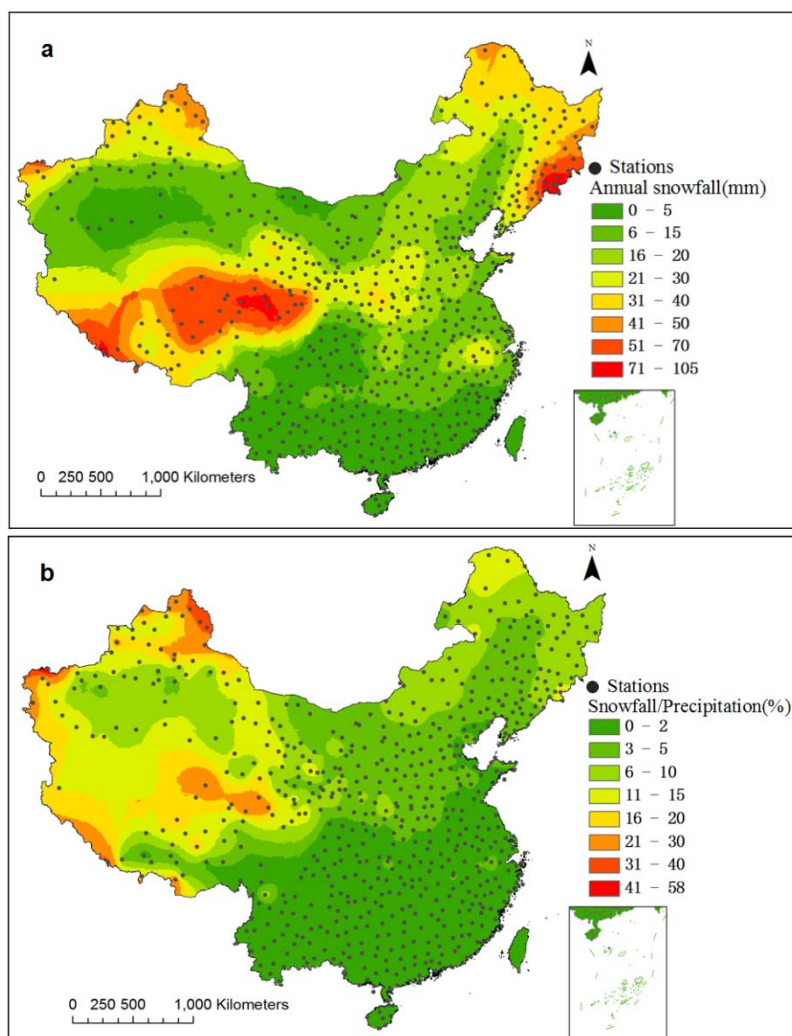 a
N
Stations
Annual snowfall(mm)
0 – 5
6 – 15
16 – 20
21 – 30
31 – 40
41 – 50
51 – 70
71 – 105
0 250 500 1,000 Kilometers
b
N
Stations
Snowfall/Precipitation(%)
0 – 2
3 – 5
6 – 10
11 – 15
16 – 20
21 – 30
31 – 40
41 – 58
0 250 500 1,000 Kilometers